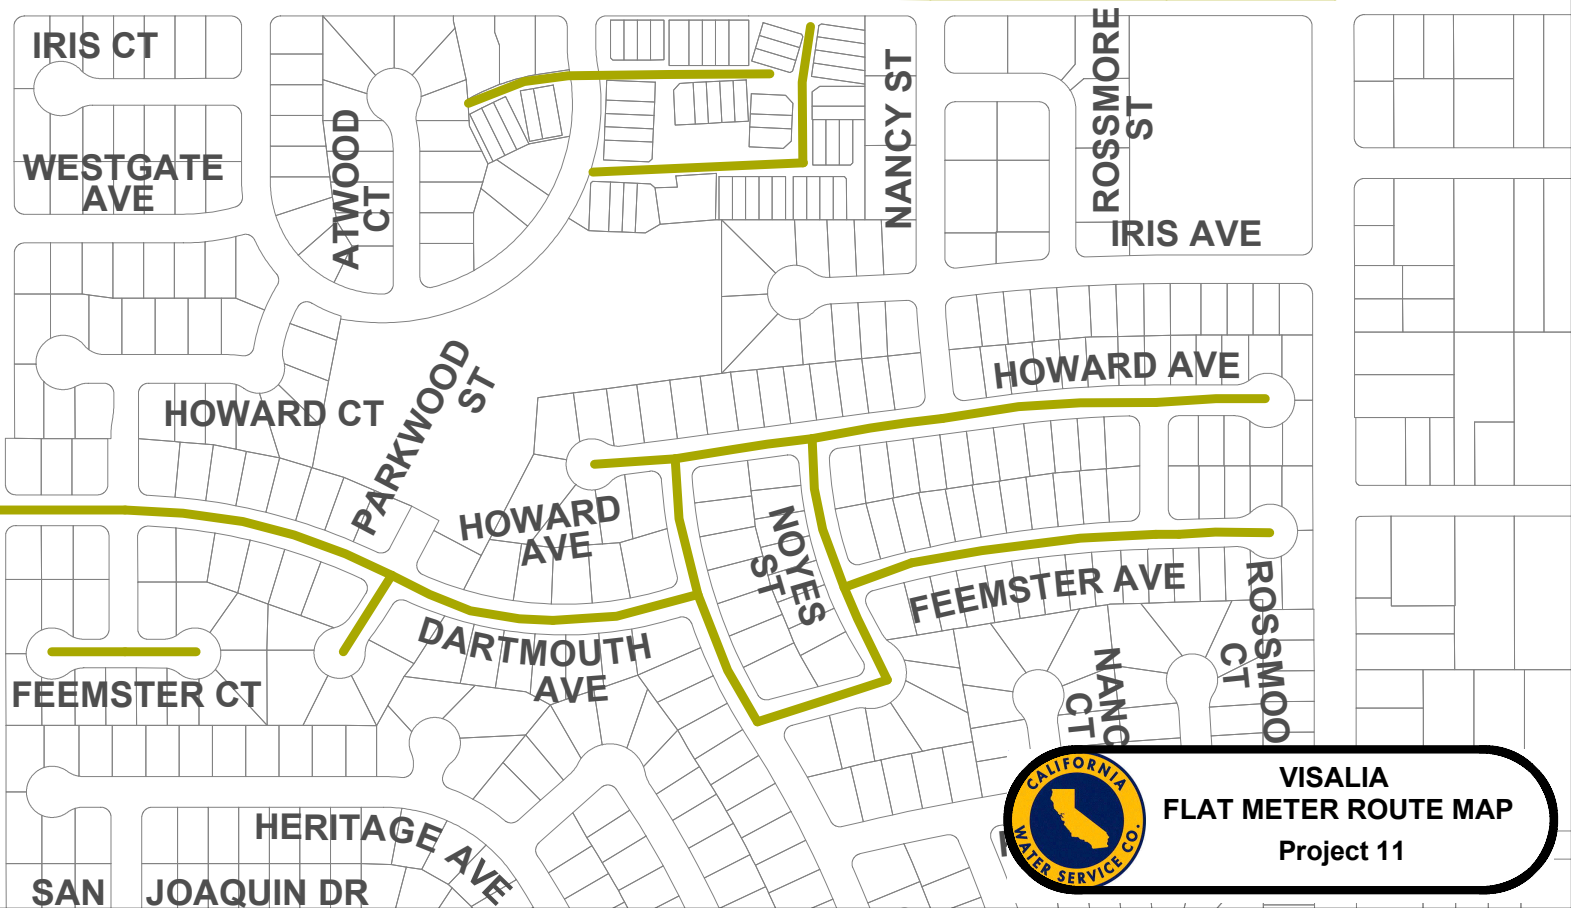 IRIS CT
WESTGATE
AVE
ATWOOD
CT
NANCY ST
ROSSMORE
ST
IRIS AVE
HOWARD AVE
HOWARD CT
PARKWOOD
ST
HOWARD
AVE
NOYES
ST
FEEMSTER AVE
DARTMOUTH
AVE
FEEMSTER CT
NANC
CT
ROSSMOO
CT
HERITAGE AVE
SAN JOAQUIN DR
CALIFORNIA
WATER SERVICE CO.
VISALIA
FLAT METER ROUTE MAP
Project 11